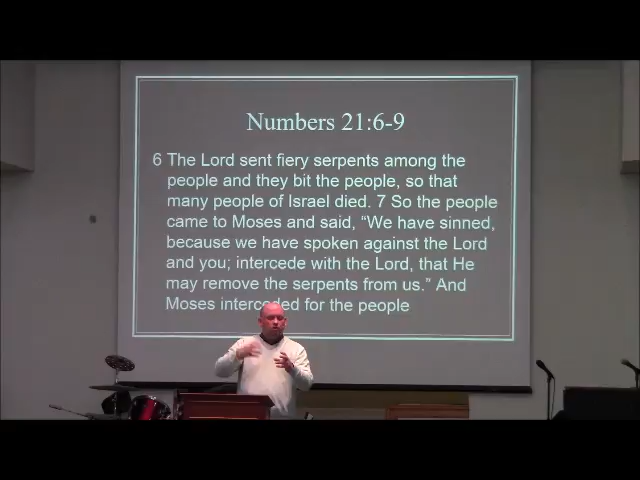 Numbers 21:6-9
6 The Lord sent fiery serpents among the
people and they bit the people, so that
many people of Israel died. 7 So the people
came to Moses and said, “We have sinned,
because we have spoken against the Lord
and you; intercede with the Lord, that He
may remove the serpents from us.” And
Moses interceded for the people